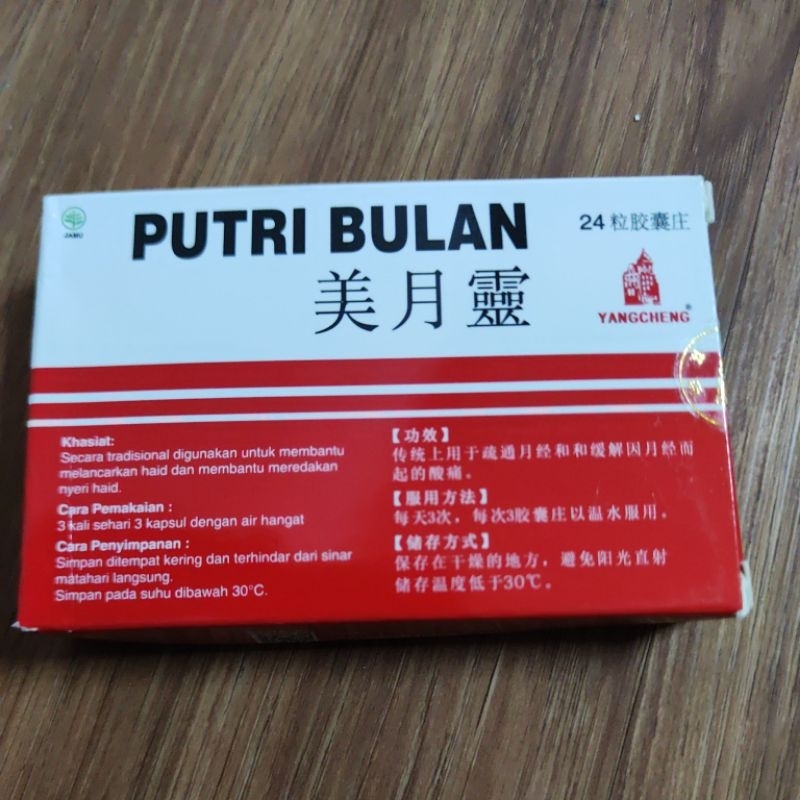 JAMU
PUTRI BULAN
美月靈
24粒胶囊庄
YANGCHENG®
Khasiat:
Secara tradisional digunakan untuk membantu
melancarkan haid dan membantu meredakan
nyeri haid.
Cara Pemakaian :
3 kali sehari 3 kapsul dengan air hangat
Cara Penyimpanan :
Simpan ditempat kering dan terhindar dari sinar
matahari langsung.
Simpan pada suhu dibawah 30°C.
【功效】
传统上用于疏通月经和和缓解因月经而
起的酸痛。
【服用方法】
每天3次，每次3胶囊庄以温水服用。
【储存方式】
保存在干燥的地方，避免阳光直射
储存温度低于30℃。